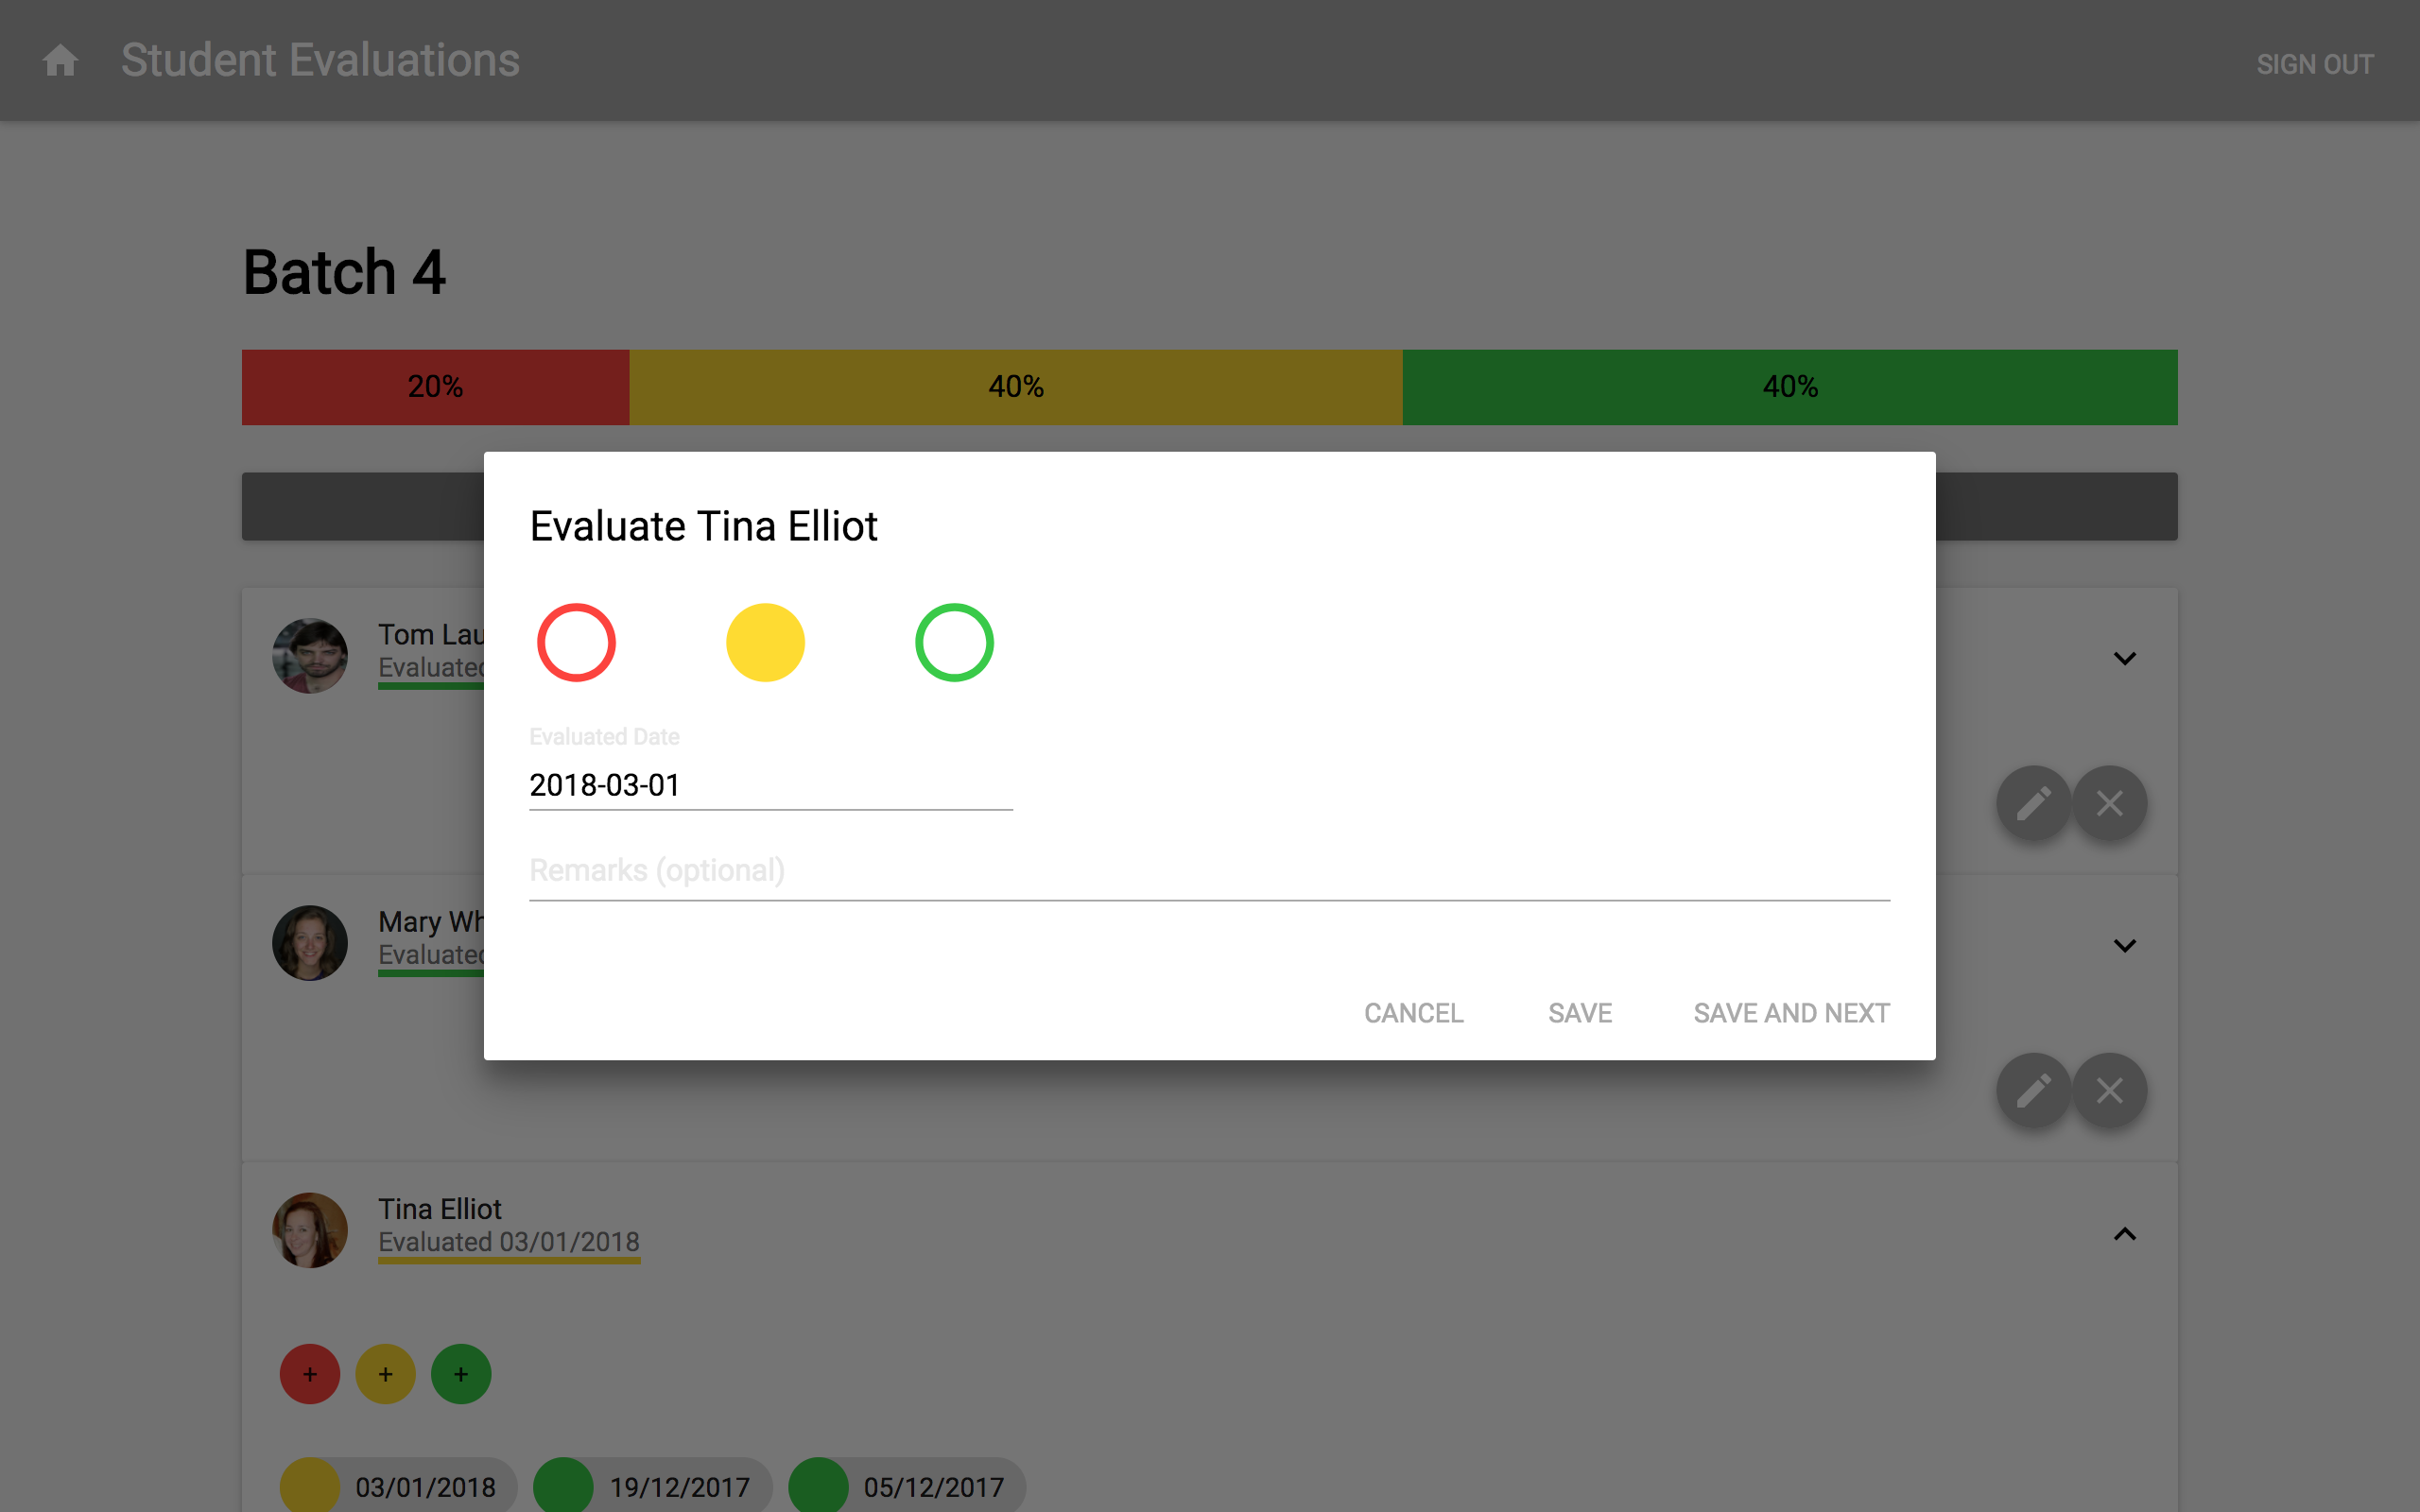 Student Evaluations
SIGN OUT
Batch 4
20% 40% 40%
Evaluate Tina Elliot
Tom
Evaluated
Evaluated Date
2018-03-01
Remarks (optional)
Mary
Evaluated
CANCEL SAVE SAVE AND NEXT
Tina Elliot
Evaluated 03/01/2018
+ + +
03/01/2018 19/12/2017 05/12/2017